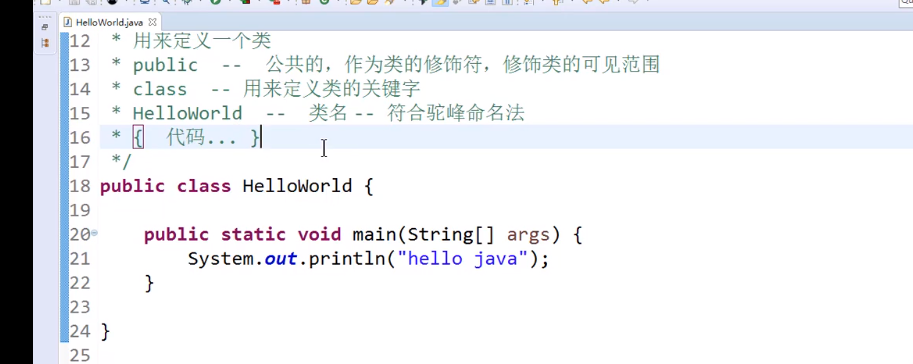 HelloWorld.java
12 * 用来定义一个类
13 * public -- 公共的，作为类的修饰符，修饰类的可见范围
14 * class -- 用来定义类的关键字
15 * HelloWorld -- 类名 -- 符合驼峰命名法
16 * { 代码... }
17 */
18 public class HelloWorld {
19
20 public static void main(String[] args) {
21 System.out.println("hello java");
22 }
23
24 }
25